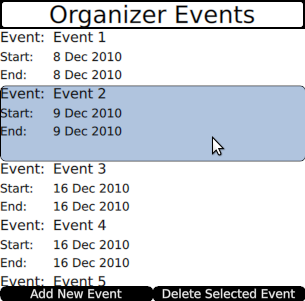 Organizer Events
Event: Event 1
Start: 8 Dec 2010
End: 8 Dec 2010
Event: Event 2
Start: 9 Dec 2010
End: 9 Dec 2010
Event: Event 3
Start: 16 Dec 2010
End: 16 Dec 2010
Event: Event 4
Start: 16 Dec 2010
End: 16 Dec 2010
Event: Event 5
Add New Event Delete Selected Event